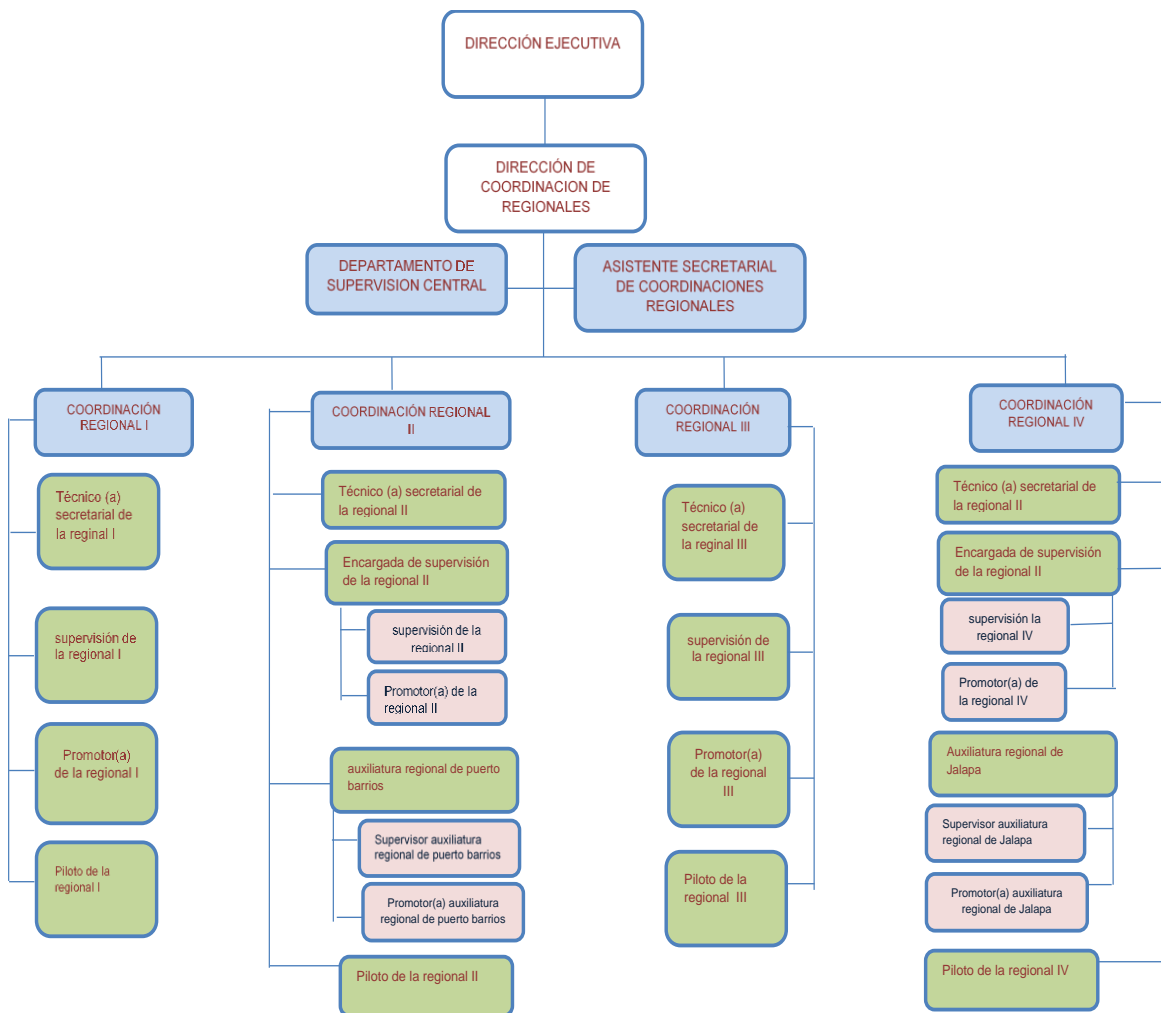 DIRECCIÓN EJECUTIVA
DIRECCIÓN DE
COORDINACION DE
REGIONALES
DEPARTAMENTO DE
SUPERVISION CENTRAL
ASISTENTE SECRETARIAL
DE COORDINACIONES
REGIONALES
COORDINACIÓN
REGIONAL I
Técnico (a)
secretarial de
la reginal I
supervisión de
la regional I
Promotor(a)
de la regional I
Piloto de la
regional I
COORDINACIÓN REGIONAL
II
Técnico (a) secretarial de
la regional II
Encargada de supervisión
de la regional II
supervisión de la
regional II
Promotor(a) de la
regional II
auxiliatura regional de puerto
barrios
Supervisor auxiliatura
regional de puerto barrios
Promotor(a) auxiliatura
regional de puerto barrios
Piloto de la regional II
COORDINACIÓN
REGIONAL III
Técnico (a)
secretarial de
la reginal III
supervisión de
la regional III
Promotor(a)
de la regional
III
Piloto de la
regional III
COORDINACIÓN
REGIONAL IV
Técnico (a) secretarial de
la regional II
Encargada de supervisión
de la regional II
supervisión la
regional IV
Promotor(a) de
la regional IV
Auxiliatura regional de
Jalapa
Supervisor auxiliatura
regional de Jalapa
Promotor(a) auxiliatura
regional de Jalapa
Piloto de la regional IV